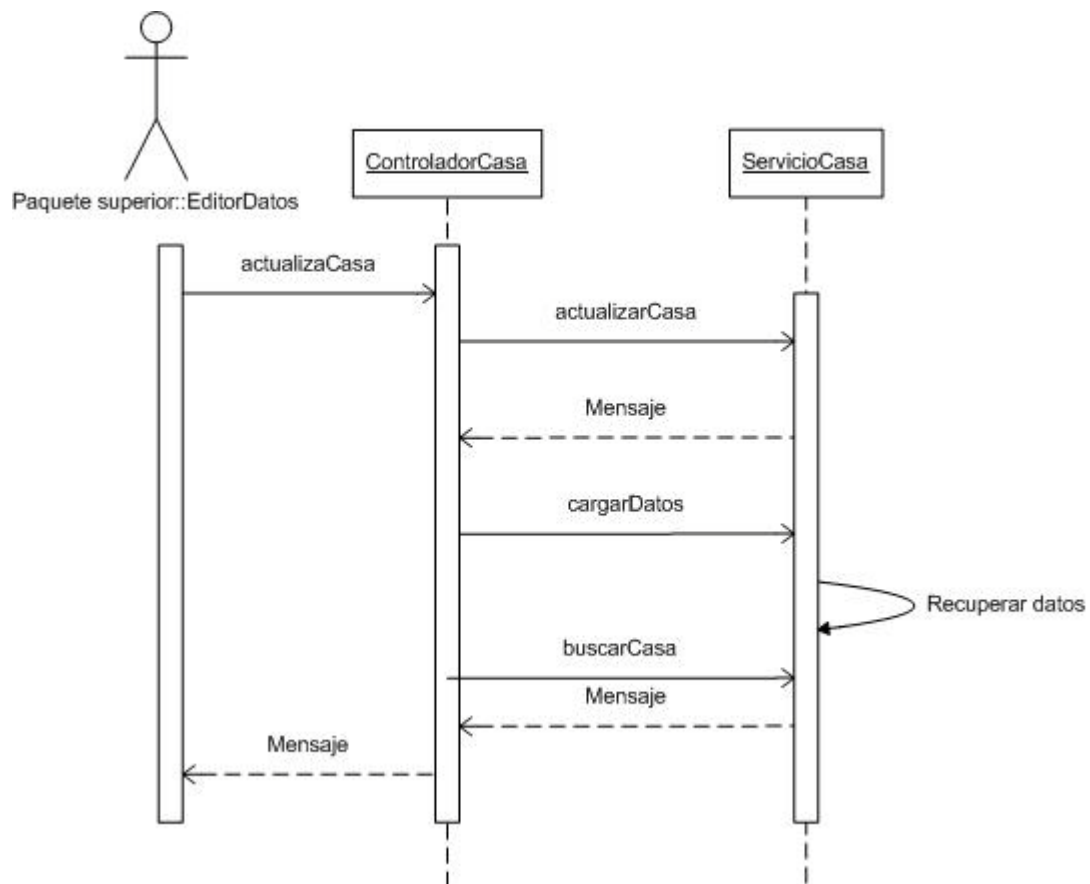 ControladorCasa
ServicioCasa
Paquete superior::EditorDatos
actualizaCasa
actualizarCasa
Mensaje
cargarDatos
Recuperar datos
buscarCasa
Mensaje
Mensaje